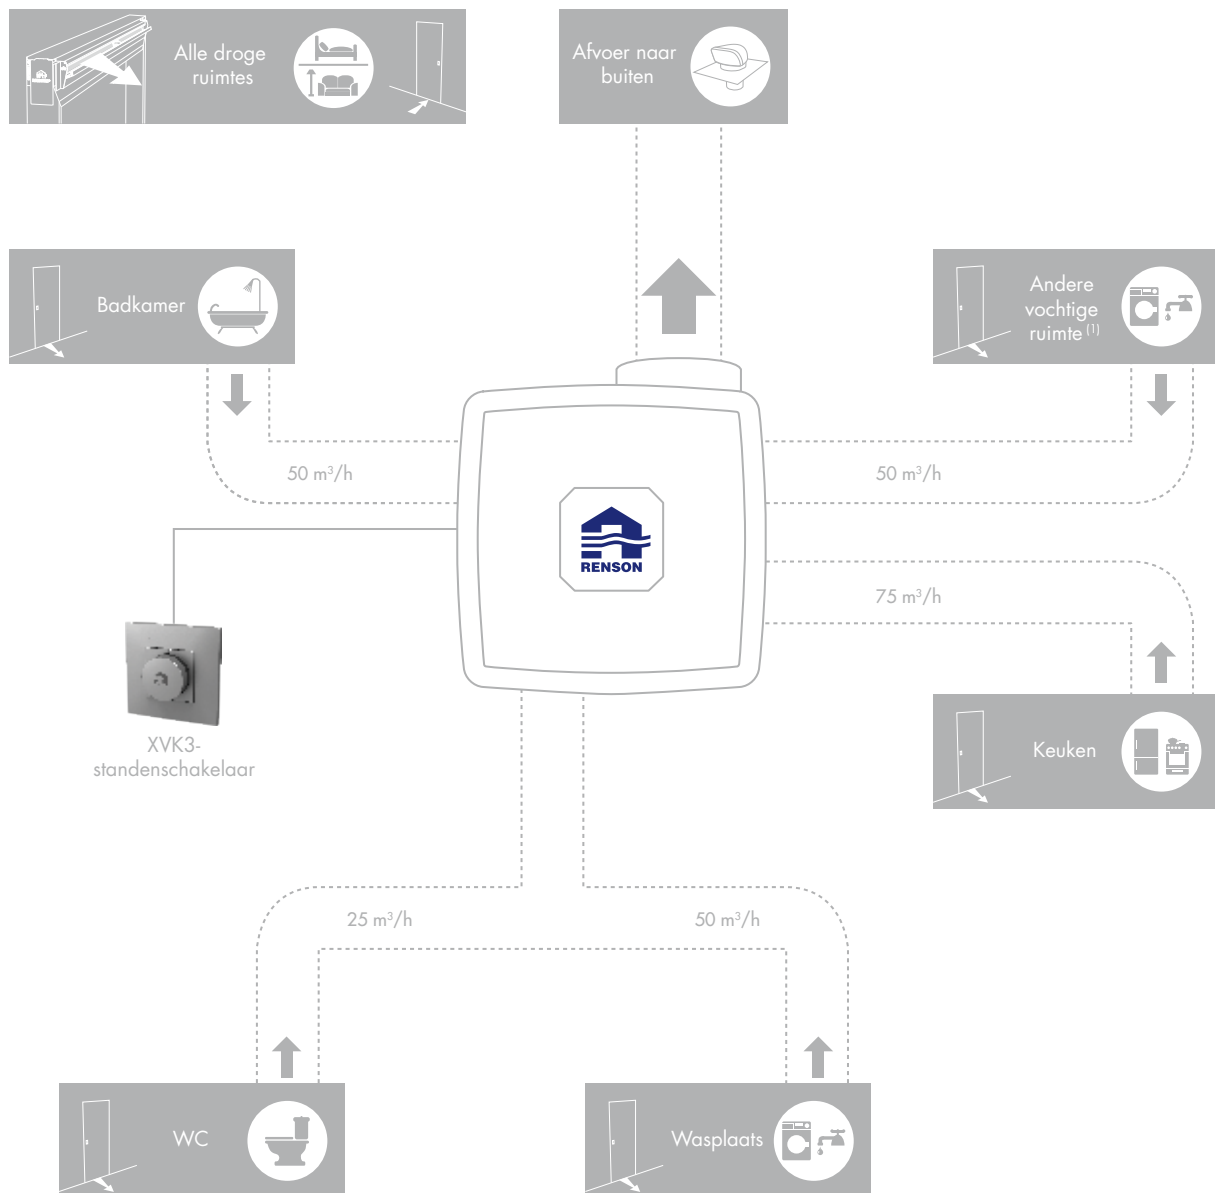 Alle droge
ruimtes
Afvoer naar
buiten
Badkamer
Andere
vochtige
ruimte (1)
50 m³/h
50 m³/h
RENSON
75 m³/h
XVK3-
standenschakelaar
Keuken
25 m³/h
50 m³/h
WC
Wasplaats